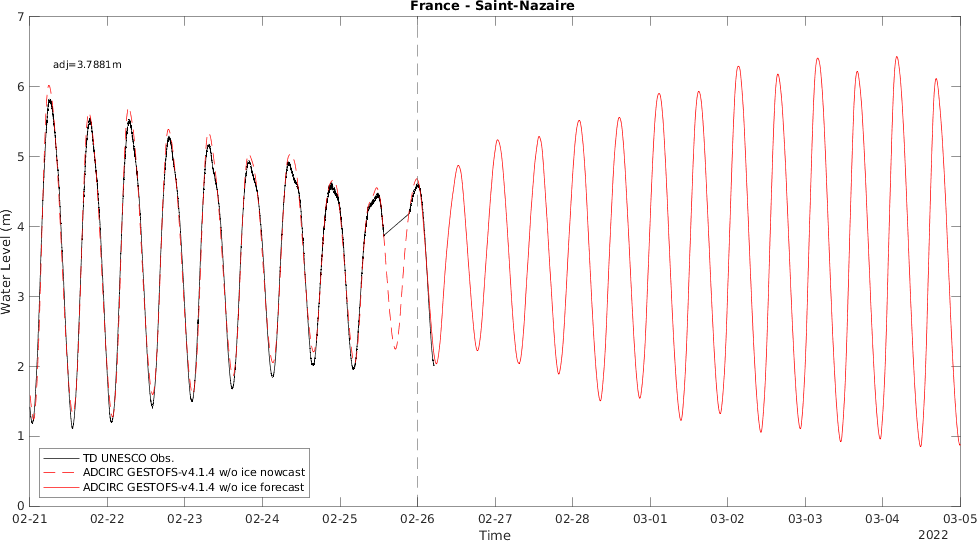 France - Saint-Nazaire
7
6
5
4
3
2
1
0
Water Level (m)
adj=3.7881m
TD UNESCO Obs.
ADCIRC GESTOFS-v4.1.4 w/o ice nowcast
ADCIRC GESTOFS-v4.1.4 w/o ice forecast
02-21 02-22 02-23 02-24 02-25 02-26 02-27 02-28 03-01 03-02 03-03 03-04 03-05
Time
2022